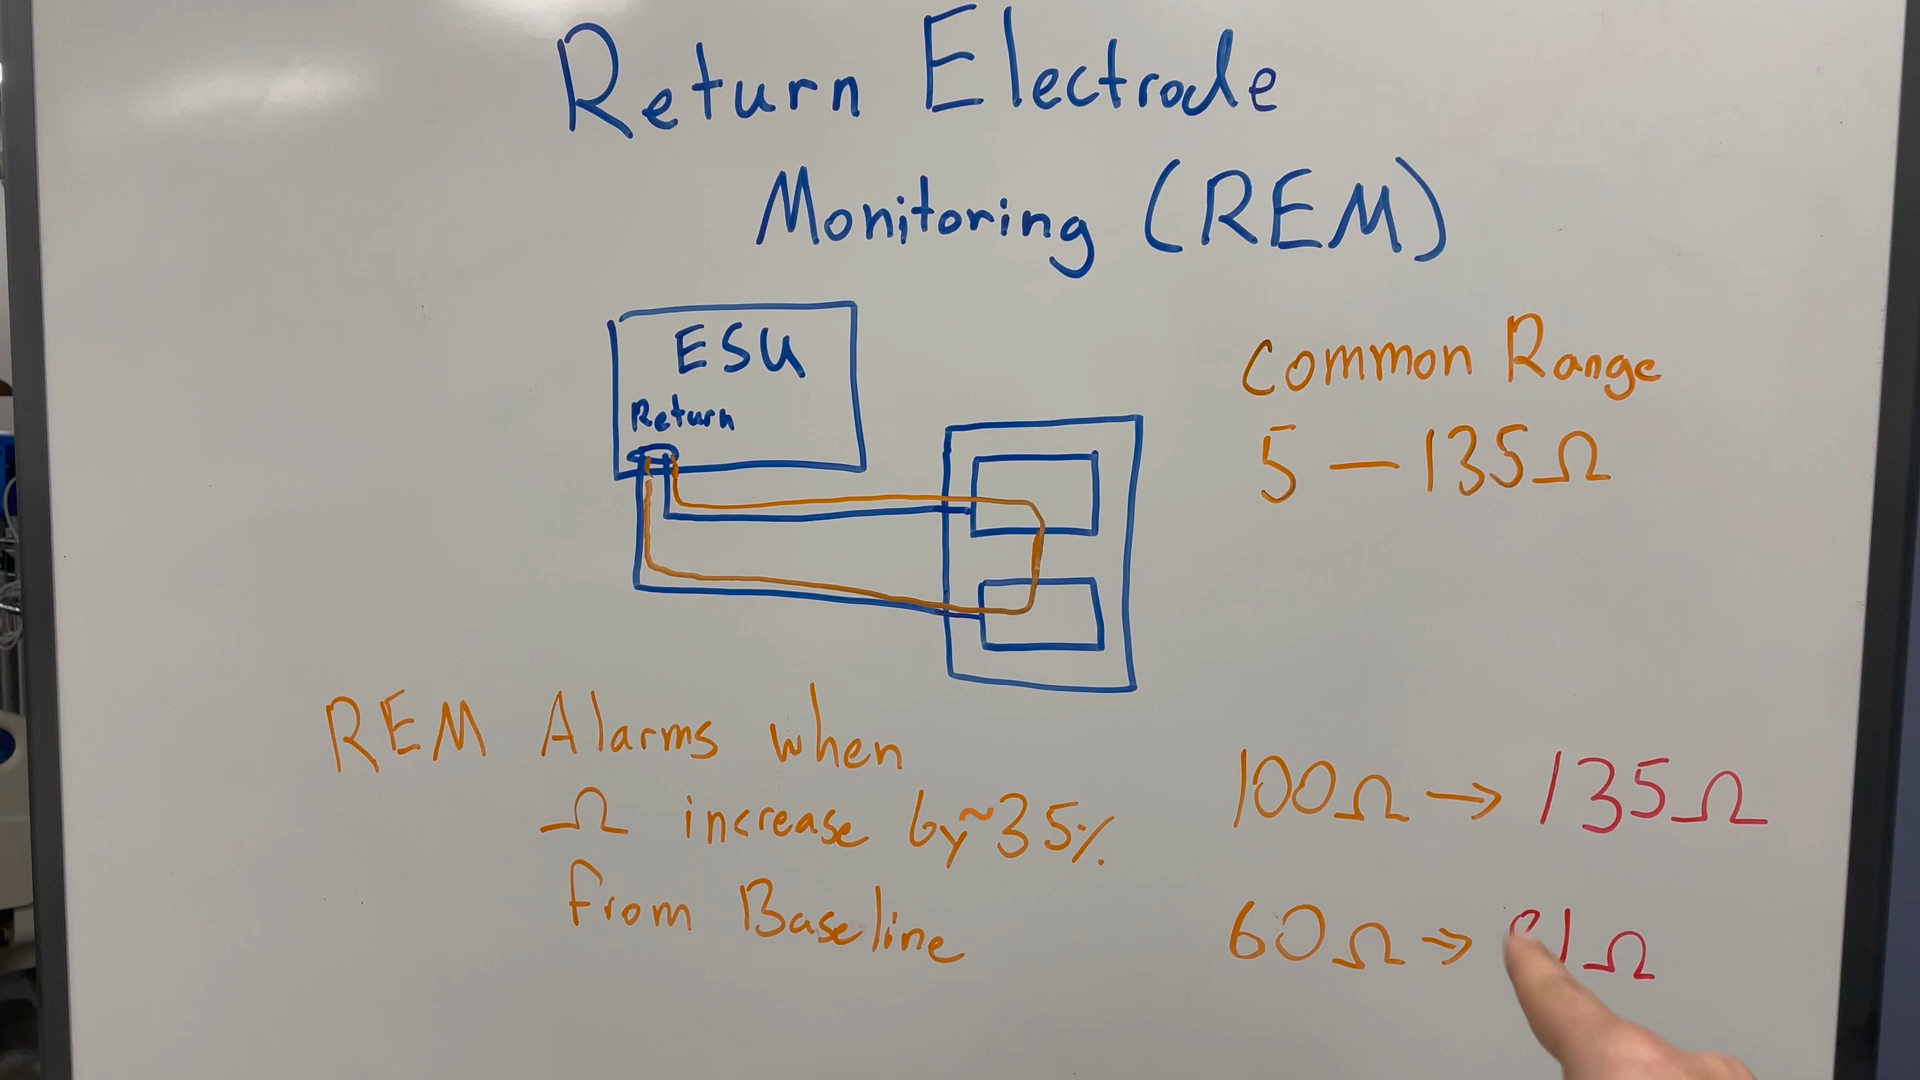 Return Electrode
Monitoring (REM)
ESU
Return
Common Range
5 — 135Ω
REM Alarms when
Ω increase by ~35%
from Baseline
100Ω → 135Ω
60Ω →